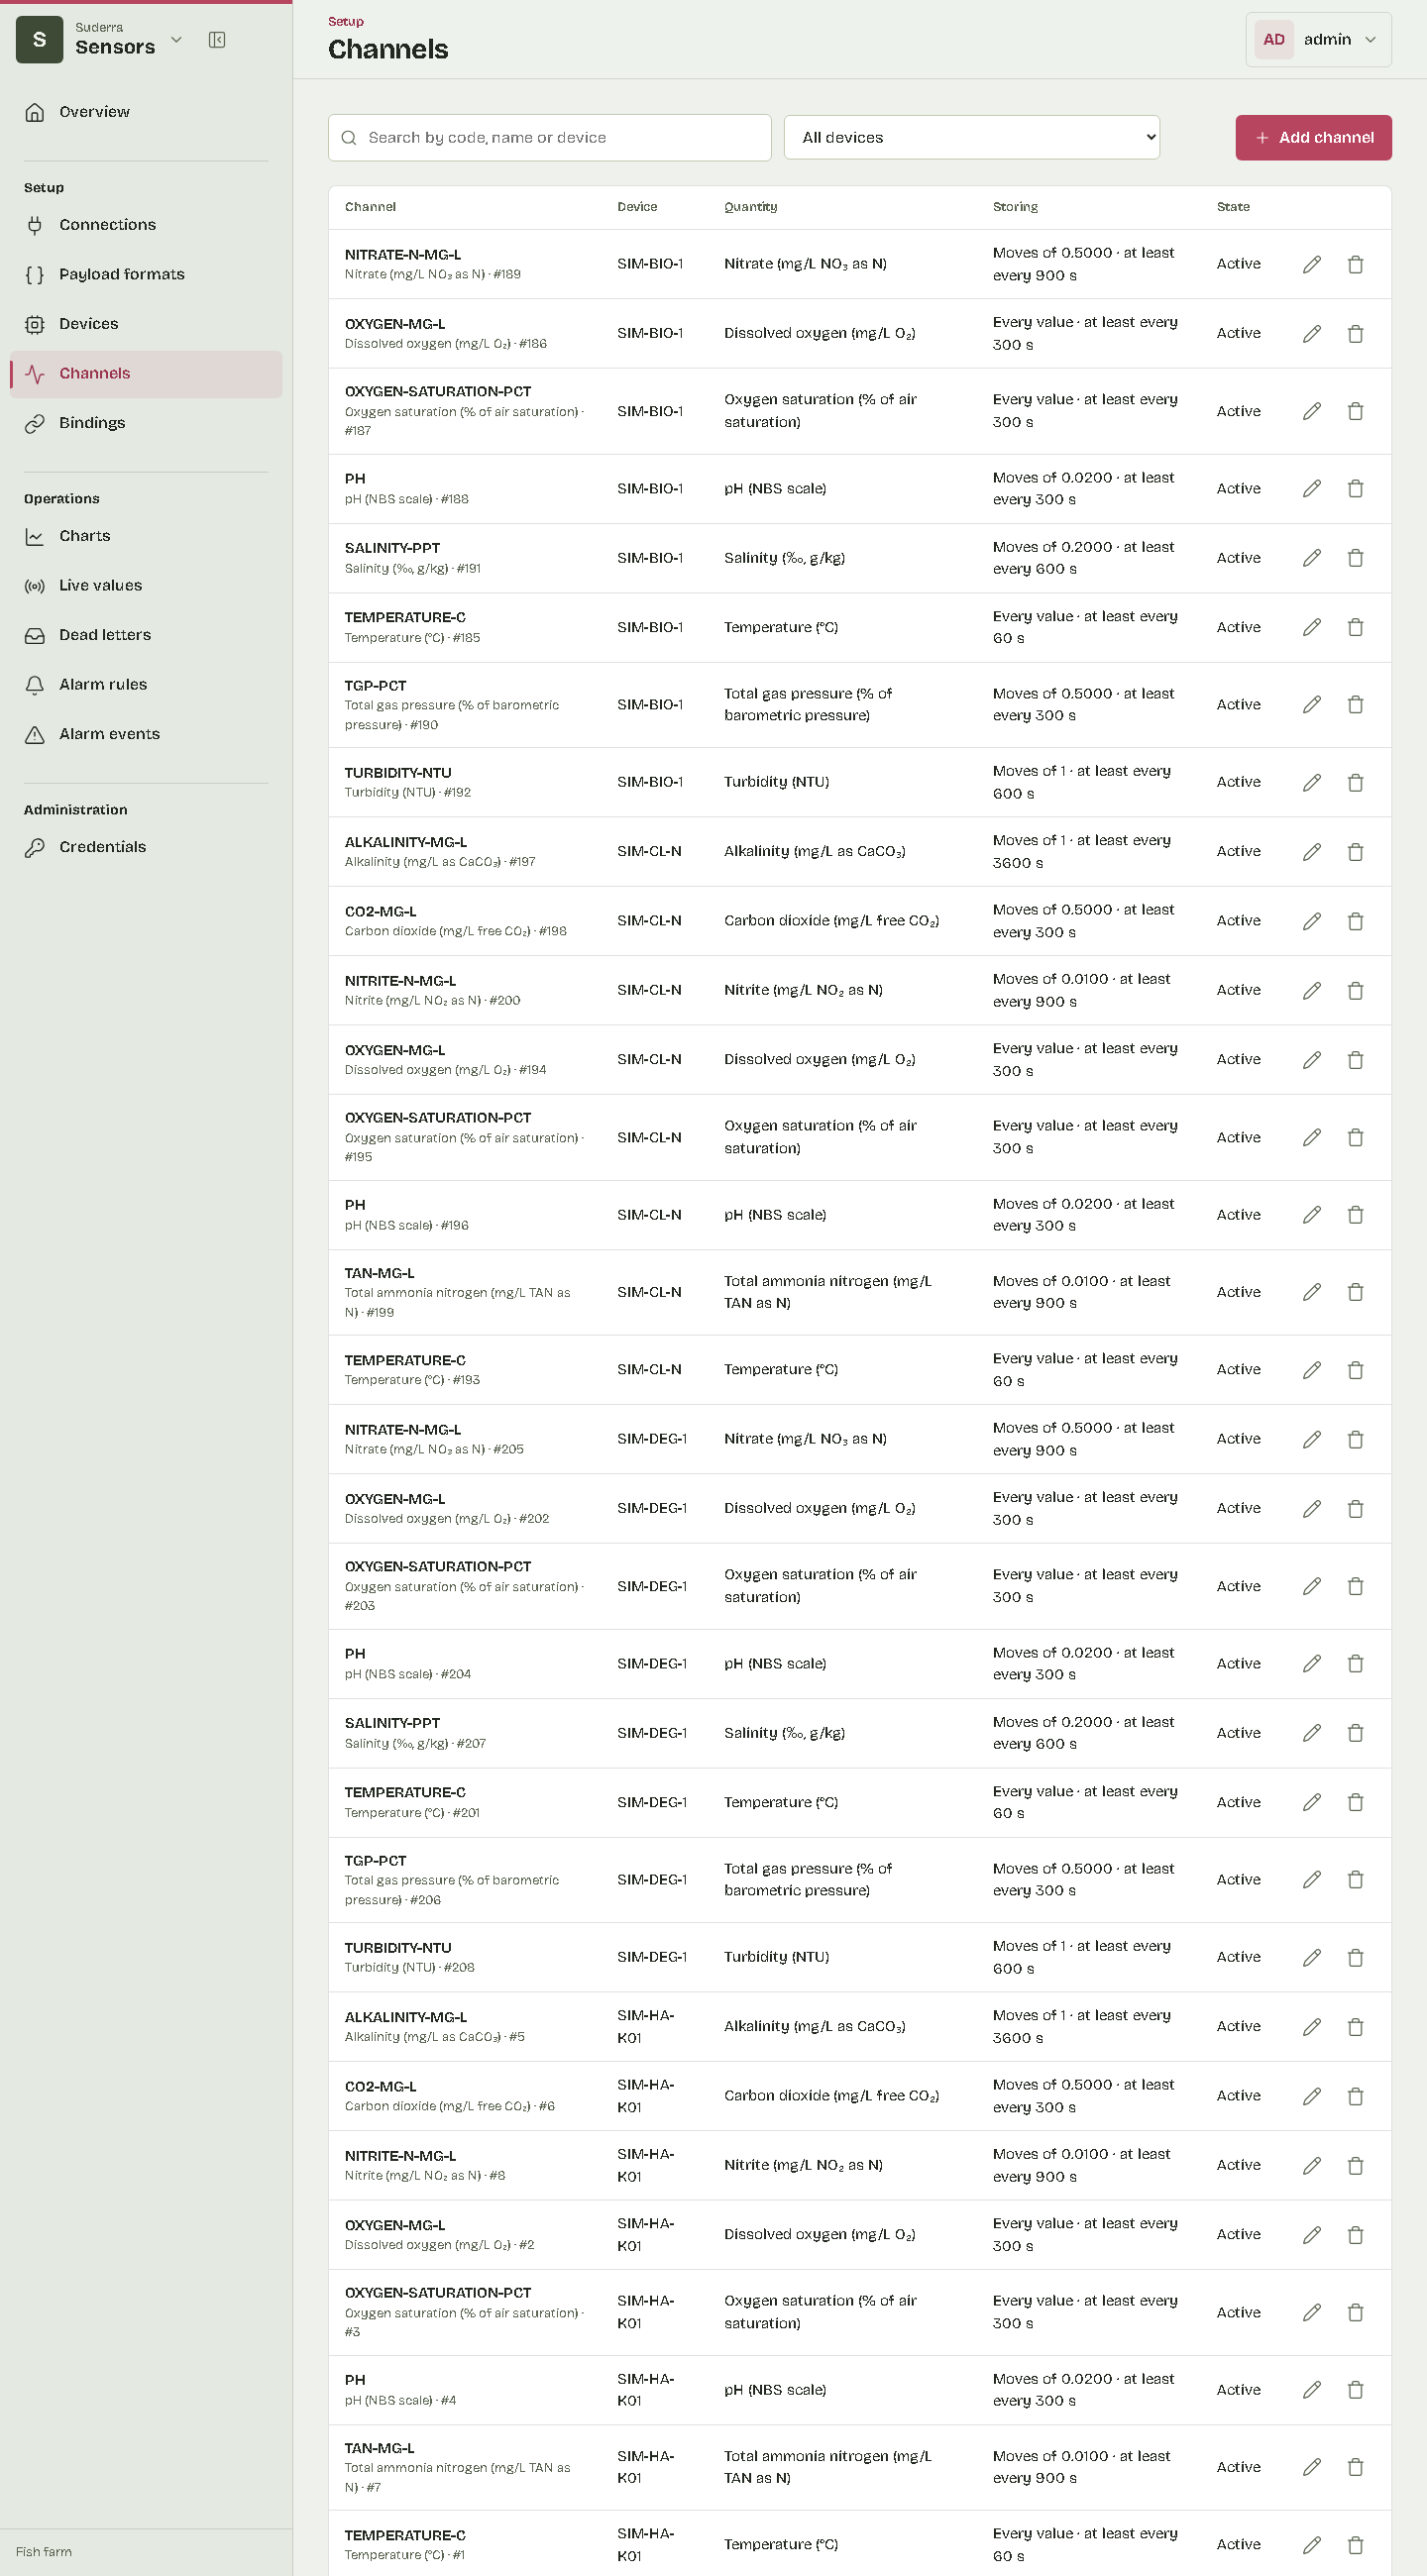 S
Suderra
Sensors
Overview
Setup
Connections
Payload formats
Devices
Channels
Bindings
Operations
Charts
Live values
Dead letters
Alarm rules
Alarm events
Administration
Credentials
Fish farm
Setup
Channels
AD admin
Search by code, name or device
All devices
+ Add channel
Channel Device Quantity Storing State
NITRATE-N-MG-L
Nitrate (mg/L NO₃ as N) · #189
SIM-BIO-1
Nitrate (mg/L NO₃ as N)
Moves of 0.5000 · at least
every 900 s
Active
OXYGEN-MG-L
Dissolved oxygen (mg/L O₂) · #186
SIM-BIO-1
Dissolved oxygen (mg/L O₂)
Every value · at least every
300 s
Active
OXYGEN-SATURATION-PCT
Oxygen saturation (% of air saturation) ·
#187
SIM-BIO-1
Oxygen saturation (% of air
saturation)
Every value · at least every
300 s
Active
PH
pH (NBS scale) · #188
SIM-BIO-1
pH (NBS scale)
Moves of 0.0200 · at least
every 300 s
Active
SALINITY-PPT
Salinity (‰, g/kg) · #191
SIM-BIO-1
Salinity (‰, g/kg)
Moves of 0.2000 · at least
every 600 s
Active
TEMPERATURE-C
Temperature (°C) · #185
SIM-BIO-1
Temperature (°C)
Every value · at least every
60 s
Active
TGP-PCT
Total gas pressure (% of barometric
pressure) · #190
SIM-BIO-1
Total gas pressure (% of
barometric pressure)
Moves of 0.5000 · at least
every 300 s
Active
TURBIDITY-NTU
Turbidity (NTU) · #192
SIM-BIO-1
Turbidity (NTU)
Moves of 1 · at least every
600 s
Active
ALKALINITY-MG-L
Alkalinity (mg/L as CaCO₃) · #197
SIM-CL-N
Alkalinity (mg/L as CaCO₃)
Moves of 1 · at least every
3600 s
Active
CO2-MG-L
Carbon dioxide (mg/L free CO₂) · #198
SIM-CL-N
Carbon dioxide (mg/L free CO₂)
Moves of 0.5000 · at least
every 300 s
Active
NITRITE-N-MG-L
Nitrite (mg/L NO₂ as N) · #200
SIM-CL-N
Nitrite (mg/L NO₂ as N)
Moves of 0.0100 · at least
every 900 s
Active
OXYGEN-MG-L
Dissolved oxygen (mg/L O₂) · #194
SIM-CL-N
Dissolved oxygen (mg/L O₂)
Every value · at least every
300 s
Active
OXYGEN-SATURATION-PCT
Oxygen saturation (% of air saturation) ·
#195
SIM-CL-N
Oxygen saturation (% of air
saturation)
Every value · at least every
300 s
Active
PH
pH (NBS scale) · #196
SIM-CL-N
pH (NBS scale)
Moves of 0.0200 · at least
every 300 s
Active
TAN-MG-L
Total ammonia nitrogen (mg/L TAN as
N) · #199
SIM-CL-N
Total ammonia nitrogen (mg/L
TAN as N)
Moves of 0.0100 · at least
every 900 s
Active
TEMPERATURE-C
Temperature (°C) · #193
SIM-CL-N
Temperature (°C)
Every value · at least every
60 s
Active
NITRATE-N-MG-L
Nitrate (mg/L NO₃ as N) · #205
SIM-DEG-1
Nitrate (mg/L NO₃ as N)
Moves of 0.5000 · at least
every 900 s
Active
OXYGEN-MG-L
Dissolved oxygen (mg/L O₂) · #202
SIM-DEG-1
Dissolved oxygen (mg/L O₂)
Every value · at least every
300 s
Active
OXYGEN-SATURATION-PCT
Oxygen saturation (% of air saturation) ·
#203
SIM-DEG-1
Oxygen saturation (% of air
saturation)
Every value · at least every
300 s
Active
PH
pH (NBS scale) · #204
SIM-DEG-1
pH (NBS scale)
Moves of 0.0200 · at least
every 300 s
Active
SALINITY-PPT
Salinity (‰, g/kg) · #207
SIM-DEG-1
Salinity (‰, g/kg)
Moves of 0.2000 · at least
every 600 s
Active
TEMPERATURE-C
Temperature (°C) · #201
SIM-DEG-1
Temperature (°C)
Every value · at least every
60 s
Active
TGP-PCT
Total gas pressure (% of barometric
pressure) · #206
SIM-DEG-1
Total gas pressure (% of
barometric pressure)
Moves of 0.5000 · at least
every 300 s
Active
TURBIDITY-NTU
Turbidity (NTU) · #208
SIM-DEG-1
Turbidity (NTU)
Moves of 1 · at least every
600 s
Active
ALKALINITY-MG-L
Alkalinity (mg/L as CaCO₃) · #5
SIM-HA-
K01
Alkalinity (mg/L as CaCO₃)
Moves of 1 · at least every
3600 s
Active
CO2-MG-L
Carbon dioxide (mg/L free CO₂) · #6
SIM-HA-
K01
Carbon dioxide (mg/L free CO₂)
Moves of 0.5000 · at least
every 300 s
Active
NITRITE-N-MG-L
Nitrite (mg/L NO₂ as N) · #8
SIM-HA-
K01
Nitrite (mg/L NO₂ as N)
Moves of 0.0100 · at least
every 900 s
Active
OXYGEN-MG-L
Dissolved oxygen (mg/L O₂) · #2
SIM-HA-
K01
Dissolved oxygen (mg/L O₂)
Every value · at least every
300 s
Active
OXYGEN-SATURATION-PCT
Oxygen saturation (% of air saturation) ·
#3
SIM-HA-
K01
Oxygen saturation (% of air
saturation)
Every value · at least every
300 s
Active
PH
pH (NBS scale) · #4
SIM-HA-
K01
pH (NBS scale)
Moves of 0.0200 · at least
every 300 s
Active
TAN-MG-L
Total ammonia nitrogen (mg/L TAN as
N) · #7
SIM-HA-
K01
Total ammonia nitrogen (mg/L
TAN as N)
Moves of 0.0100 · at least
every 900 s
Active
TEMPERATURE-C
Temperature (°C) · #1
SIM-HA-
K01
Temperature (°C)
Every value · at least every
60 s
Active